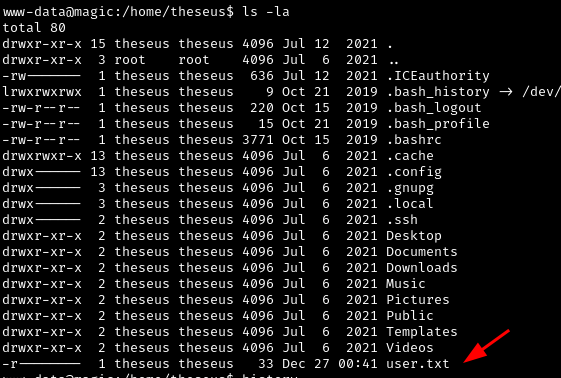 www-data@magic:/home/theseus$ ls -la
total 80
drwxr-xr-x 15 theseus theseus 4096 Jul 12  2021 .
drwxr-xr-x  3 root    root    4096 Jul  6  2021 ..
-rw-------  1 theseus theseus  636 Jul 12  2021 .ICEauthority
lrwxrwxrwx  1 theseus theseus    9 Oct 21  2019 .bash_history -> /dev/
-rw-r--r--  1 theseus theseus  220 Oct 15  2019 .bash_logout
-rw-r--r--  1 theseus theseus   15 Oct 21  2019 .bash_profile
-rw-r--r--  1 theseus theseus 3771 Oct 15  2019 .bashrc
drwxrwxr-x 13 theseus theseus 4096 Jul  6  2021 .cache
drwx------ 13 theseus theseus 4096 Jul  6  2021 .config
drwx------  3 theseus theseus 4096 Jul  6  2021 .gnupg
drwx------  3 theseus theseus 4096 Jul  6  2021 .local
drwx------  2 theseus theseus 4096 Jul  6  2021 .ssh
drwxr-xr-x  2 theseus theseus 4096 Jul  6  2021 Desktop
drwxr-xr-x  2 theseus theseus 4096 Jul  6  2021 Documents
drwxr-xr-x  2 theseus theseus 4096 Jul  6  2021 Downloads
drwxr-xr-x  2 theseus theseus 4096 Jul  6  2021 Music
drwxr-xr-x  2 theseus theseus 4096 Jul  6  2021 Pictures
drwxr-xr-x  2 theseus theseus 4096 Jul  6  2021 Public
drwxr-xr-x  2 theseus theseus 4096 Jul  6  2021 Templates
drwxr-xr-x  2 theseus theseus 4096 Jul  6  2021 Videos
-r--------  1 theseus theseus   33 Dec 27 00:41 user.txt